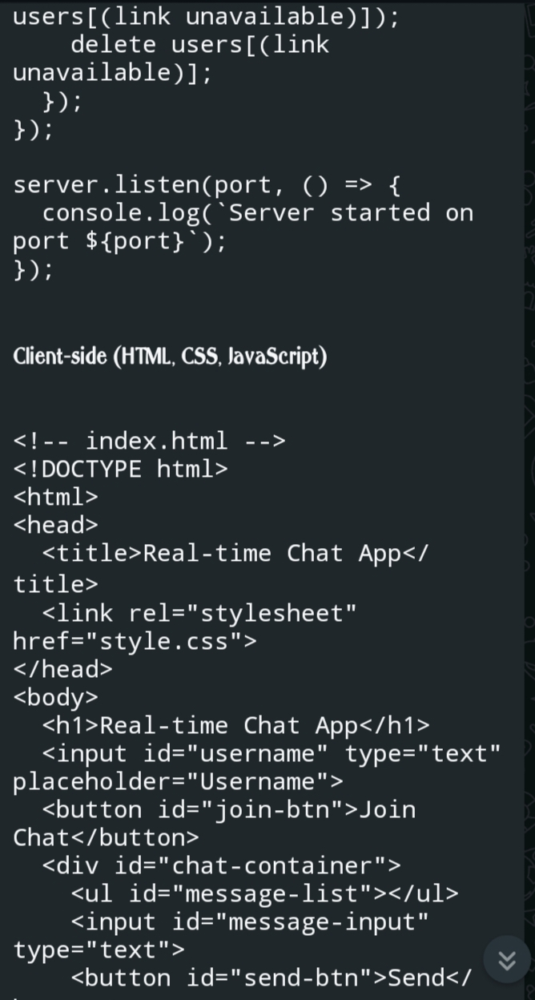 users[(link unavailable)]);
    delete users[(link
unavailable)];
  });
});

server.listen(port, () => {
  console.log(`Server started on
port ${port}`);
});

Client-side (HTML, CSS, JavaScript)

<!-- index.html -->
<!DOCTYPE html>
<html>
<head>
  <title>Real-time Chat App</
title>
  <link rel="stylesheet"
href="style.css">
</head>
<body>
  <h1>Real-time Chat App</h1>
  <input id="username" type="text"
placeholder="Username">
  <button id="join-btn">Join
Chat</button>
  <div id="chat-container">
    <ul id="message-list"></ul>
    <input id="message-input"
type="text">
    <button id="send-btn">Send</